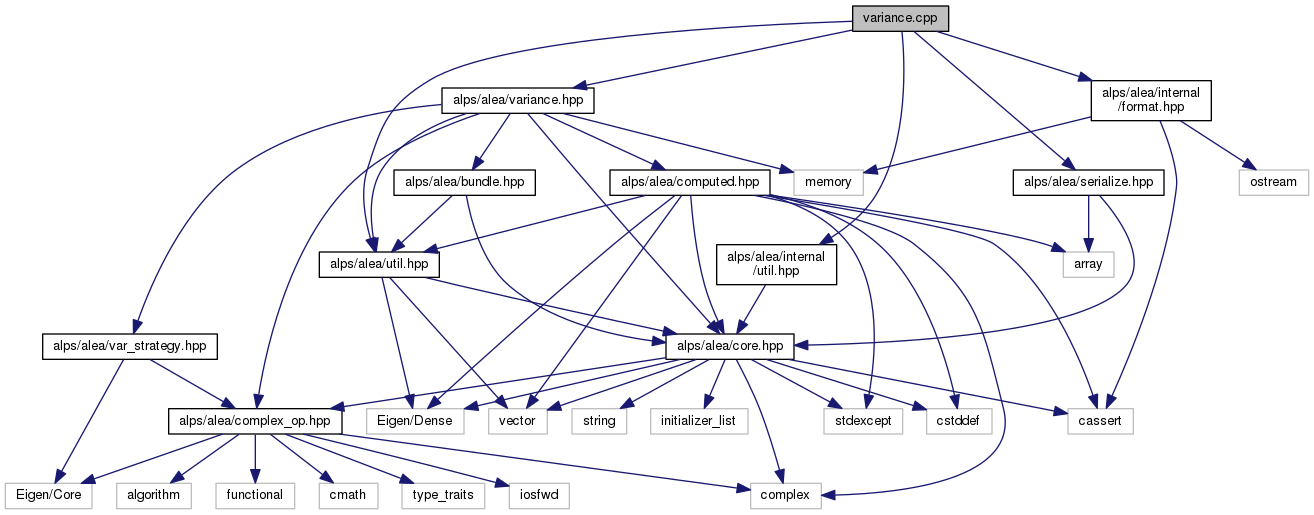 variance.cpp
alps/alea/variance.hpp
alps/alea/internal
/format.hpp
alps/alea/bundle.hpp
alps/alea/computed.hpp
memory
alps/alea/serialize.hpp
ostream
alps/alea/util.hpp
alps/alea/internal
/util.hpp
array
alps/alea/var_strategy.hpp
alps/alea/core.hpp
alps/alea/complex_op.hpp
Eigen/Dense
vector
string
initializer_list
stdexcept
cstddef
cassert
Eigen/Core
algorithm
functional
cmath
type_traits
iosfwd
complex